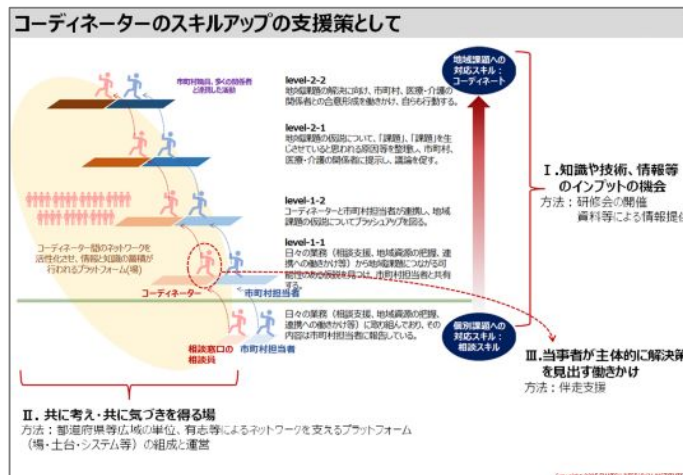 コーディネーターのスキルアップの支援策として
市町村職員、多くの関係者
と連携した活動
level-2-2
地域課題の解決に向け、市町村、医療・介護の
関係者との合意形成を働きかけ、自らも行動する。
level-2-1
地域課題の仮説について、「課題」、「課題」を生
じさせていると思われる原因等を整理し、市町村、
医療・介護の関係者に提示し、議論を促す。
level-1-2
コーディネーターと市町村担当者が連携し、地域
課題の仮説についてブラッシュアップを図る。
level-1-1
日々の業務（相談支援、地域資源の把握、連
携への働きかけ等）から地域課題につながる可
能性のある仮説を見つけ、市町村担当者と共有
する。
コーディネーター間のネットワークを
活性化させ、情報と知識の蓄積が
行われるプラットフォーム(場)
コーディネーター
市町村担当者
日々の業務（相談支援、地域資源の把握、
連携への働きかけ等）に取り組んでおり、その
内容は市町村担当者に報告している。
相談窓口の
相談員
市町村担当者
地域課題への
対応スキル：
コーディネート
個別課題への
対応スキル：
相談スキル
Ⅰ.知識や技術、情報等
のインプットの機会
方法：研修会の開催
資料等による情報提
Ⅲ.当事者が主体的に解決策
を見出す働きかけ
方法：伴走支援
Ⅱ. 共に考え・共に気づきを得る場
方法：都道府県等広域の単位、有志等によるネットワークを支えるプラットフォーム
（場・土台・システム等）の組成と運営